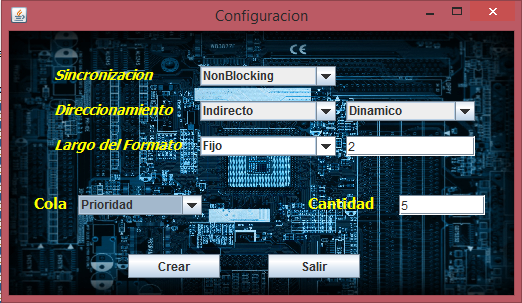 Configuracion
Sincronizacion NonBlocking
Direccionamiento Indirecto Dinamico
Largo del Formato Fijo 2
Cola Prioridad Cantidad 5
Crear Salir